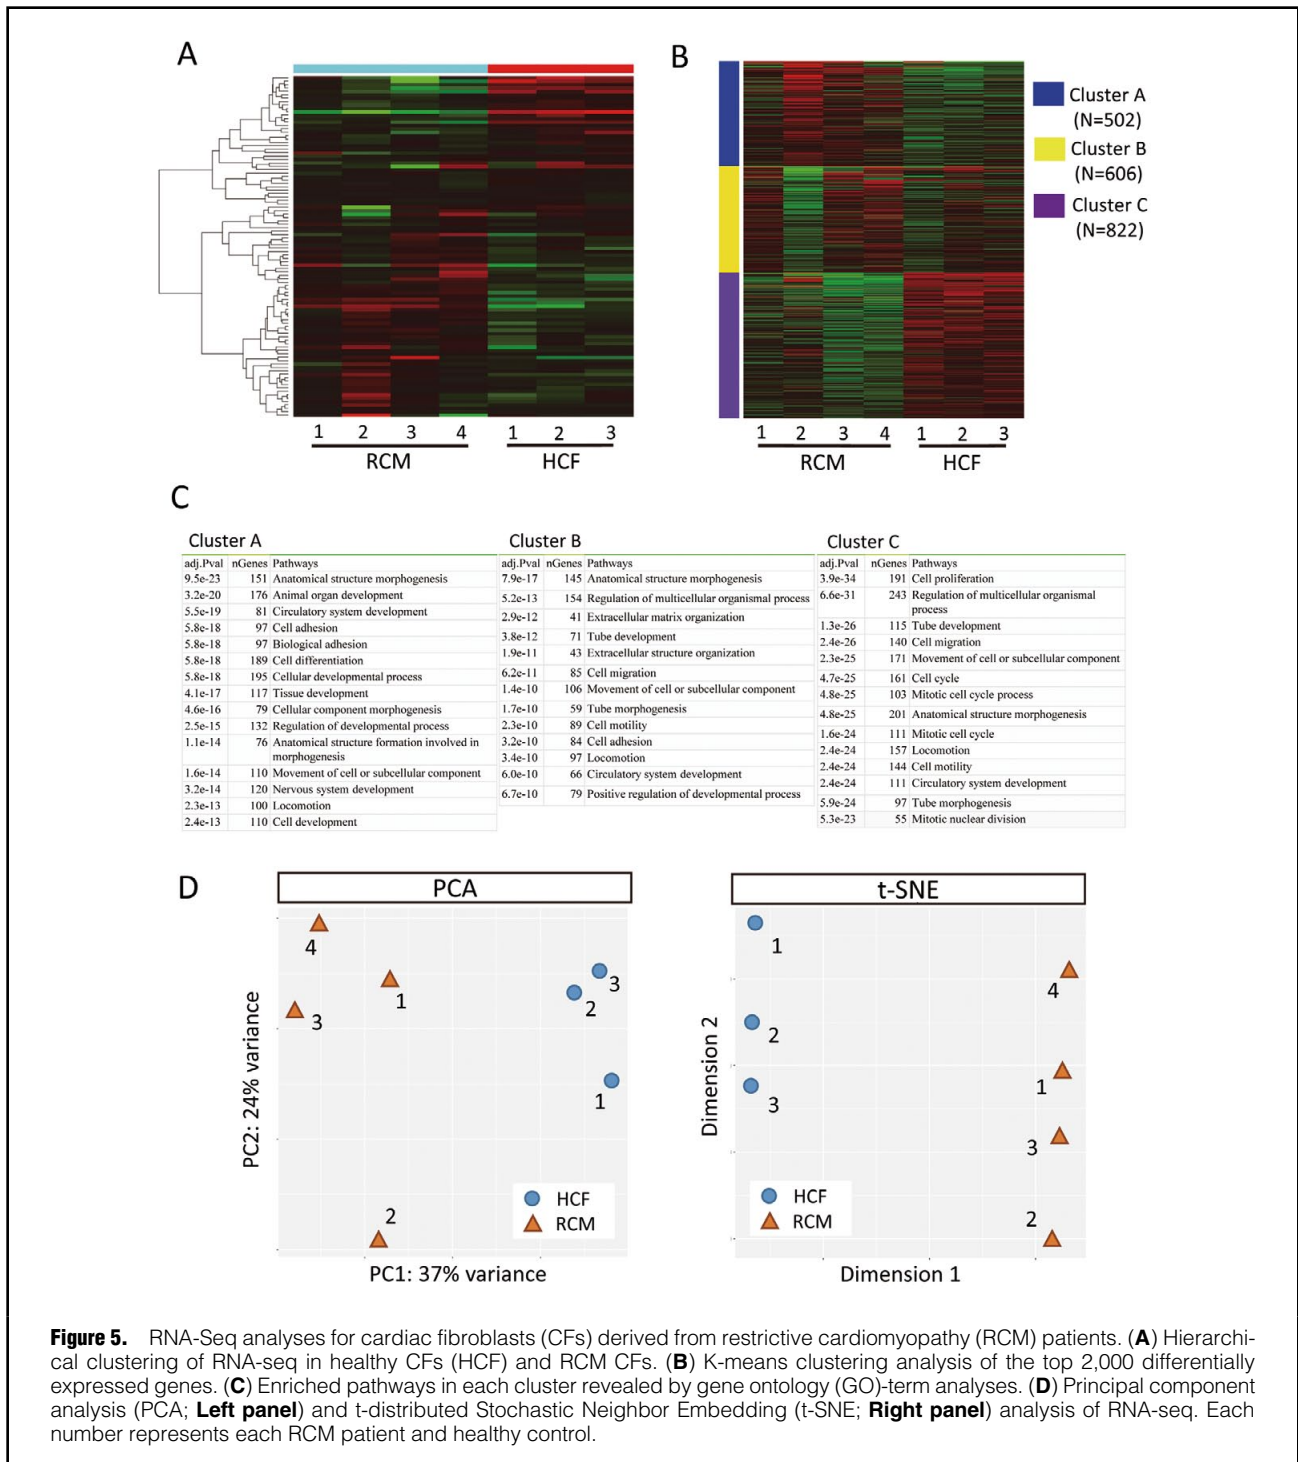 A
B
Cluster A
(N=502)
Cluster B
(N=606)
Cluster C
(N=822)
1 2 3 4 1 2 3
RCM HCF
1 2 3 4 1 2 3
RCM HCF
C
Cluster A
adj.Pval nGenes Pathways
9.5e-23 151 Anatomical structure morphogenesis
3.2e-20 176 Animal organ development
5.5e-19 81 Circulatory system development
5.8e-18 97 Cell adhesion
5.8e-18 97 Biological adhesion
5.8e-18 189 Cell differentiation
5.8e-18 195 Cellular developmental process
4.1e-17 117 Tissue development
4.6e-16 79 Cellular component morphogenesis
2.5e-15 132 Regulation of developmental process
1.1e-14 76 Anatomical structure formation involved in
morphogenesis
1.6e-14 110 Movement of cell or subcellular component
3.2e-14 120 Nervous system development
2.3e-13 100 Locomotion
2.4e-13 110 Cell development
Cluster B
adj.Pval nGenes Pathways
7.9e-17 145 Anatomical structure morphogenesis
5.2e-13 154 Regulation of multicellular organismal process
2.9e-12 41 Extracellular matrix organization
3.8e-12 71 Tube development
1.9e-11 43 Extracellular structure organization
6.2e-11 85 Cell migration
1.4e-10 106 Movement of cell or subcellular component
1.7e-10 59 Tube morphogenesis
2.3e-10 89 Cell motility
3.2e-10 84 Cell adhesion
3.4e-10 97 Locomotion
6.0e-10 66 Circulatory system development
6.7e-10 79 Positive regulation of developmental process
Cluster C
adj.Pval nGenes Pathways
3.9e-34 191 Cell proliferation
6.6e-31 243 Regulation of multicellular organismal
process
1.3e-26 115 Tube development
2.4e-26 140 Cell migration
2.3e-25 171 Movement of cell or subcellular component
4.7e-25 161 Cell cycle
4.8e-25 103 Mitotic cell cycle process
4.8e-25 201 Anatomical structure morphogenesis
1.6e-24 111 Mitotic cell cycle
2.4e-24 157 Locomotion
2.4e-24 144 Cell motility
2.4e-24 111 Circulatory system development
5.9e-24 97 Tube morphogenesis
5.3e-23 55 Mitotic nuclear division
D
PCA
4
1
3
3
2
1
2
HCF
RCM
PC2: 24% variance
PC1: 37% variance
t-SNE
1
4
2
1
3
3
2
HCF
RCM
Dimension 2
Dimension 1
Figure 5. RNA-Seq analyses for cardiac fibroblasts (CFs) derived from restrictive cardiomyopathy (RCM) patients. (A) Hierarchi-
cal clustering of RNA-seq in healthy CFs (HCF) and RCM CFs. (B) K-means clustering analysis of the top 2,000 differentially
expressed genes. (C) Enriched pathways in each cluster revealed by gene ontology (GO)-term analyses. (D) Principal component
analysis (PCA; Left panel) and t-distributed Stochastic Neighbor Embedding (t-SNE; Right panel) analysis of RNA-seq. Each
number represents each RCM patient and healthy control.